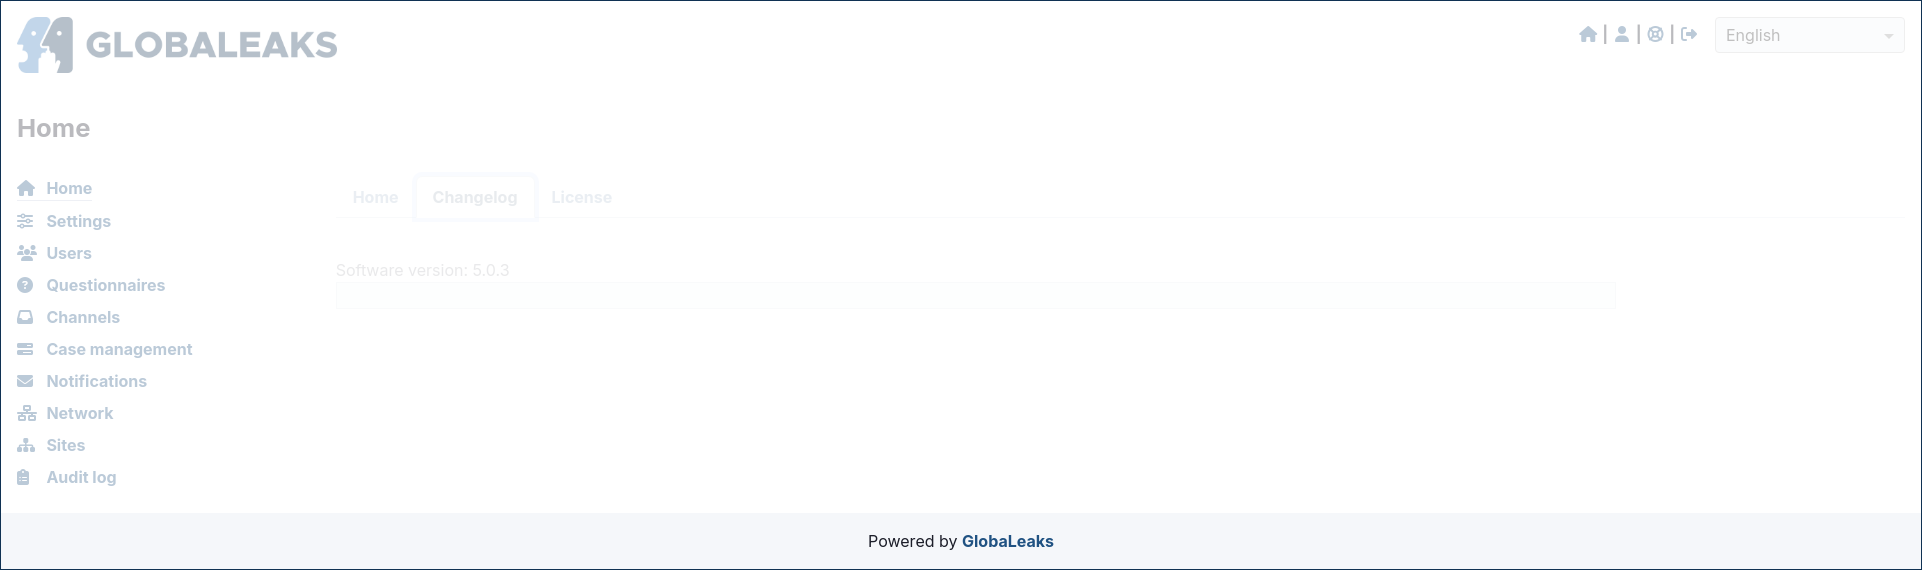 GLOBALEAKS
English
Home
Home
Settings
Users
Questionnaires
Channels
Case management
Notifications
Network
Sites
Audit log
Home Changelog License
Software version: 5.0.3
Powered by GlobaLeaks